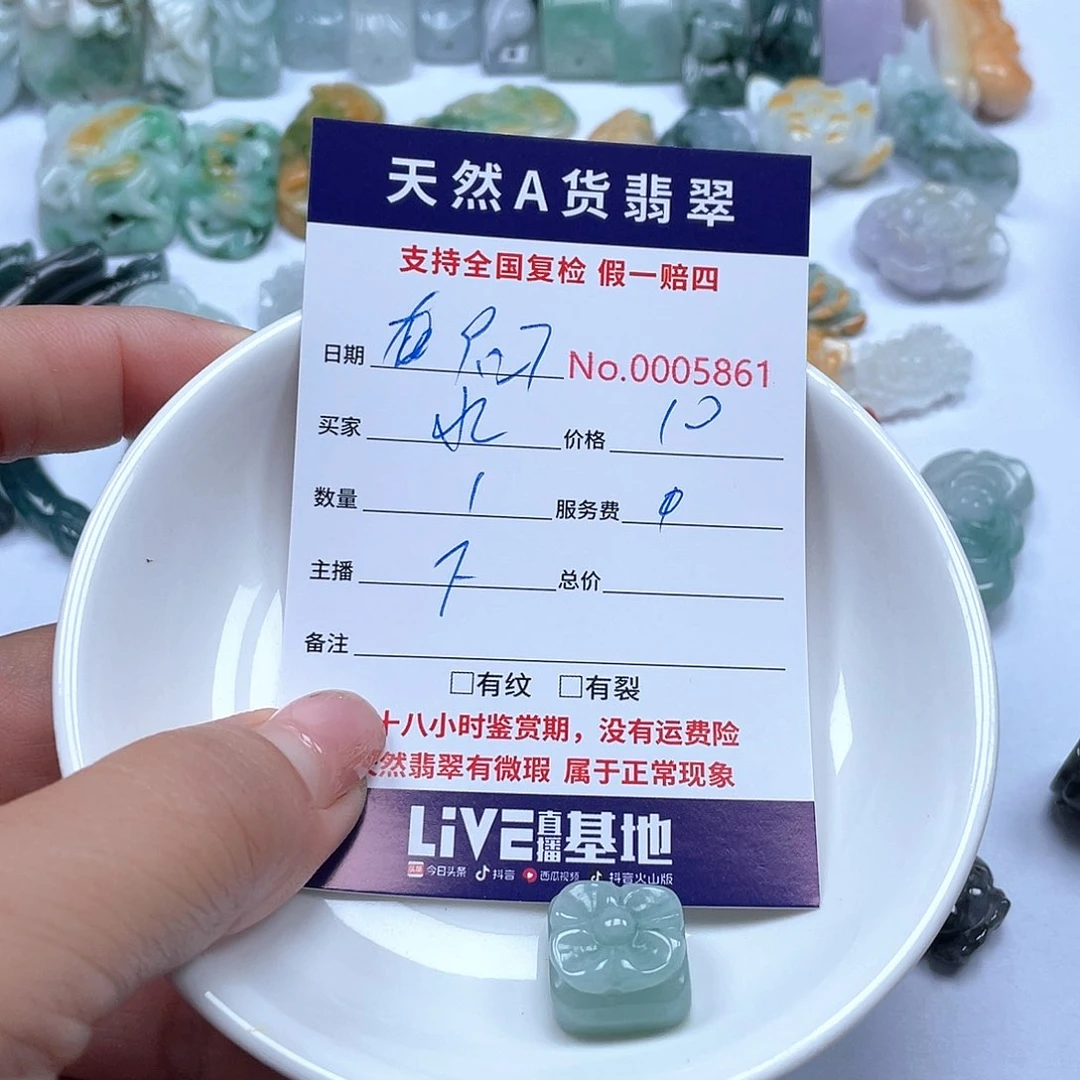 天然A货翡翠
支持全国复检 假一赔四
日期 No.0005861
买家 水 价格 10
数量 1 服务费 0
主播 总价
备注
□有纹 □有裂
十八小时鉴赏期，没有运费险
然翡翠有微瑕 属于正常现象
LiVE直播基地
头条 今日头条 抖音 西瓜视频 抖音火山版